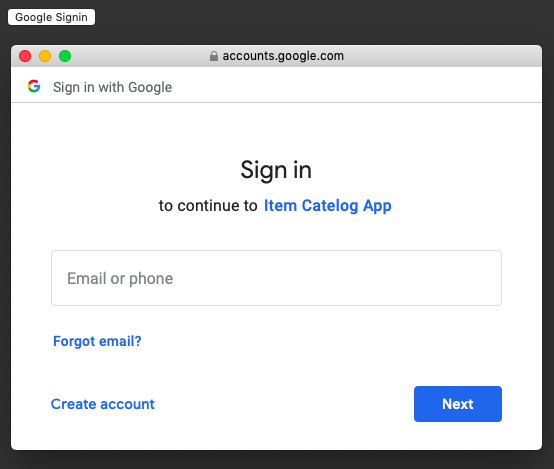 Google Signin
accounts.google.com
Sign in with Google
Sign in
to continue to Item Catelog App
Email or phone
Forgot email?
Create account
Next